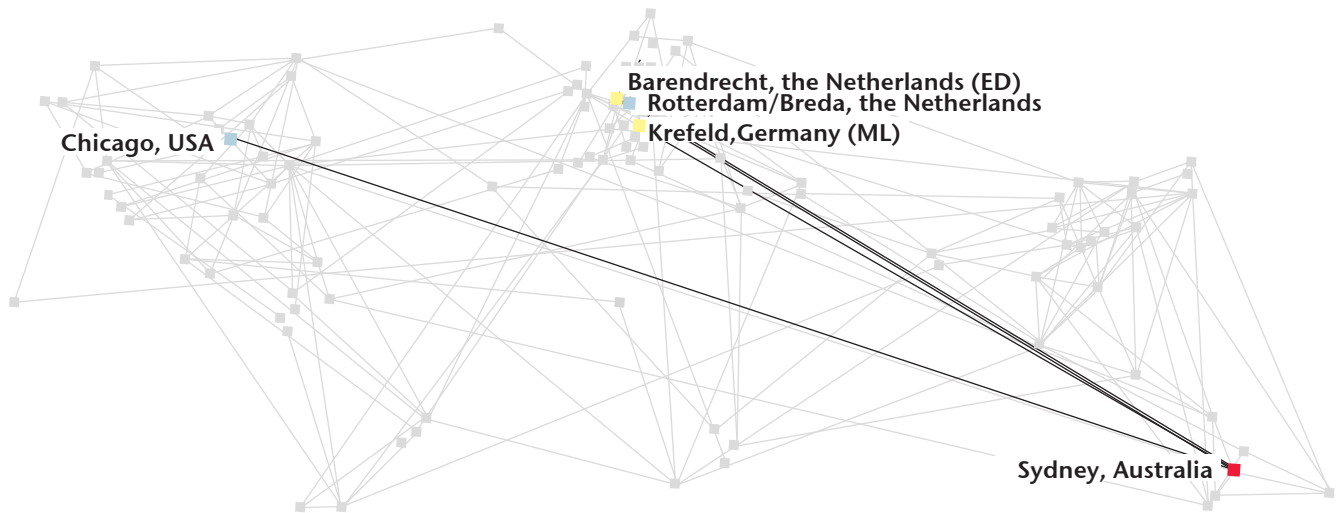 Barendrecht, the Netherlands (ED)
Rotterdam/Breda, the Netherlands
Krefeld,Germany (ML)
Chicago, USA
Sydney, Australia